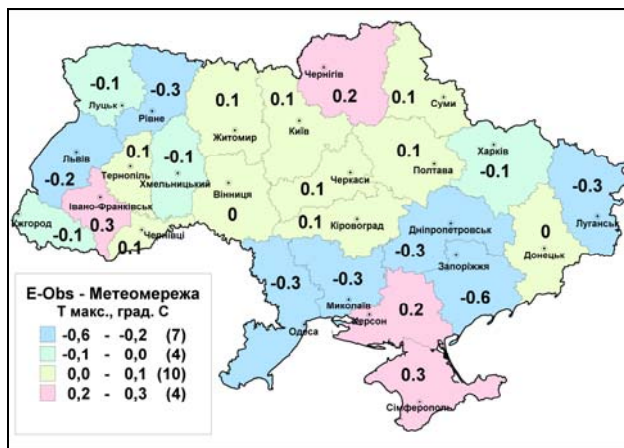 Чернігів
0.2
-0.1
Луцьк
-0.3
Рівне
0.1
Житомир
0.1
Київ
0.1
Суми
Харків
-0.1
Львів
-0.2
0.1
Тернопіль
-0.1
Хмельницький
Вінниця
0
0.1
Черкаси
0.1
Полтава
-0.3
Луганськ
Івано-Франківськ
0.3
Ужгород
-0.1
Чернівці
0.1
0.1
Кіровоград
Дніпропетровськ
-0.3
0
Донецьк
Запоріжжя
-0.6
-0.3
Одеса
-0.3
Миколаїв
0.2
Херсон
0.3
Сімферополь
E-Obs - Метеомережа
Т макс., град. С
-0,6 - -0,2 (7)
-0,1 - 0,0 (4)
0,0 - 0,1 (10)
0,2 - 0,3 (4)